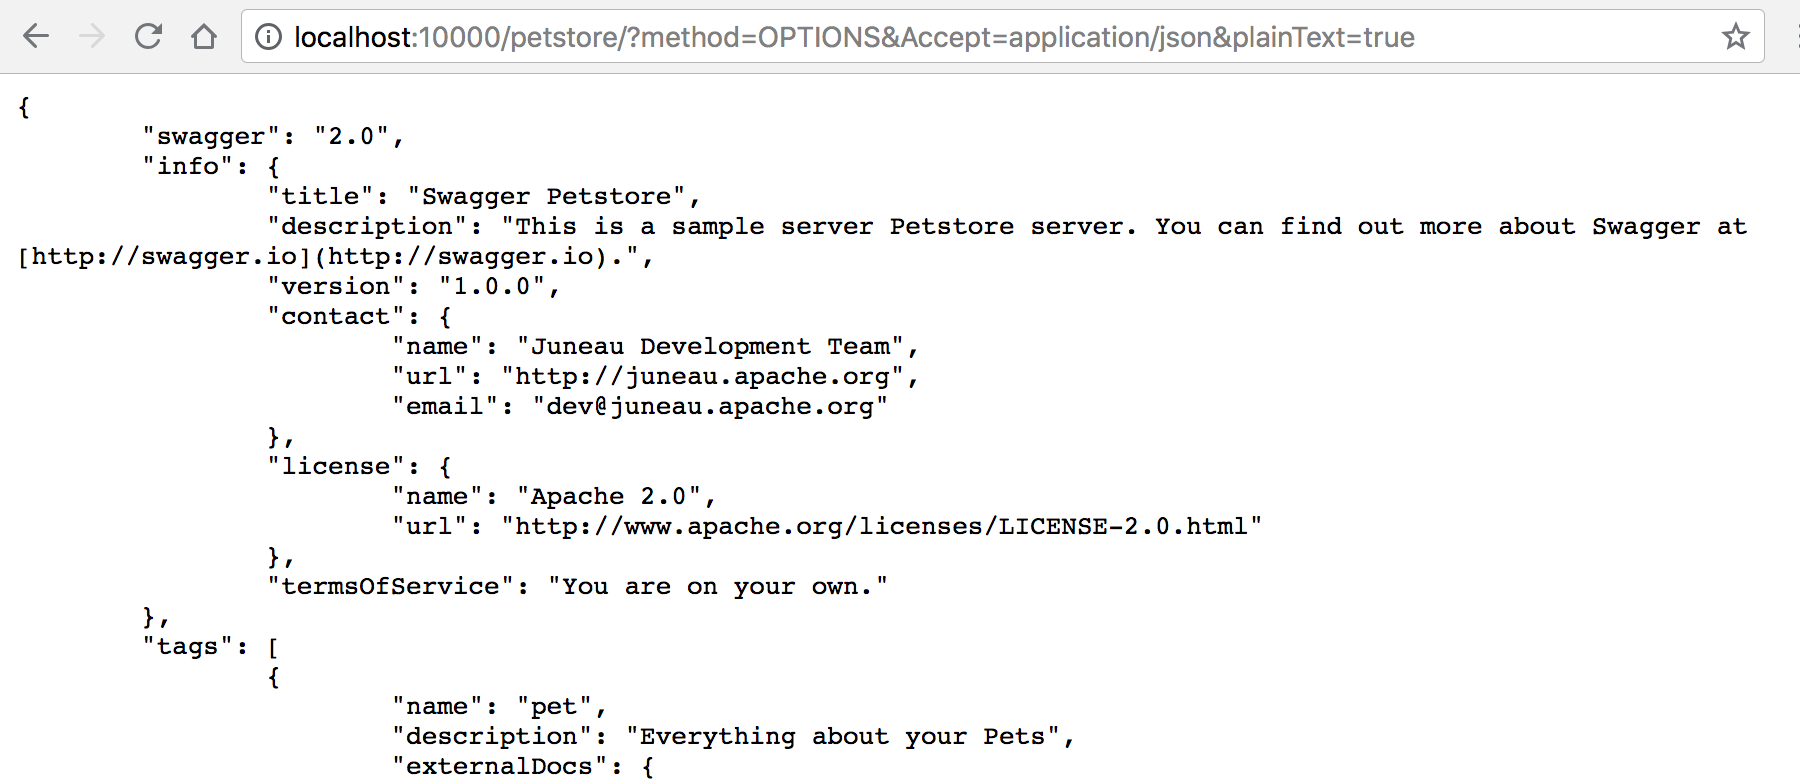 localhost:10000/petstore/?method=OPTIONS&Accept=application/json&plainText=true
{
"swagger": "2.0",
"info": {
"title": "Swagger Petstore",
"description": "This is a sample server Petstore server. You can find out more about Swagger at
[http://swagger.io](http://swagger.io).",
"version": "1.0.0",
"contact": {
"name": "Juneau Development Team",
"url": "http://juneau.apache.org",
"email": "dev@juneau.apache.org"
},
"license": {
"name": "Apache 2.0",
"url": "http://www.apache.org/licenses/LICENSE-2.0.html"
},
"termsOfService": "You are on your own."
},
"tags": [
{
"name": "pet",
"description": "Everything about your Pets",
"externalDocs": {